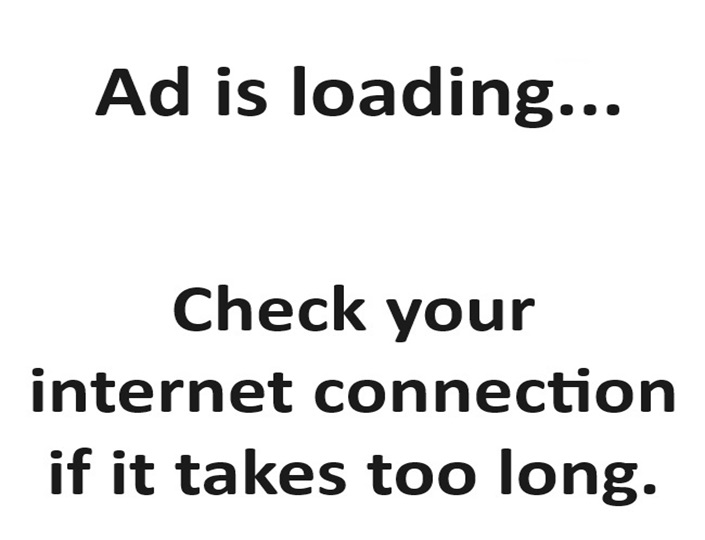 Ad is loading...
Check your
internet connection
if it takes too long.